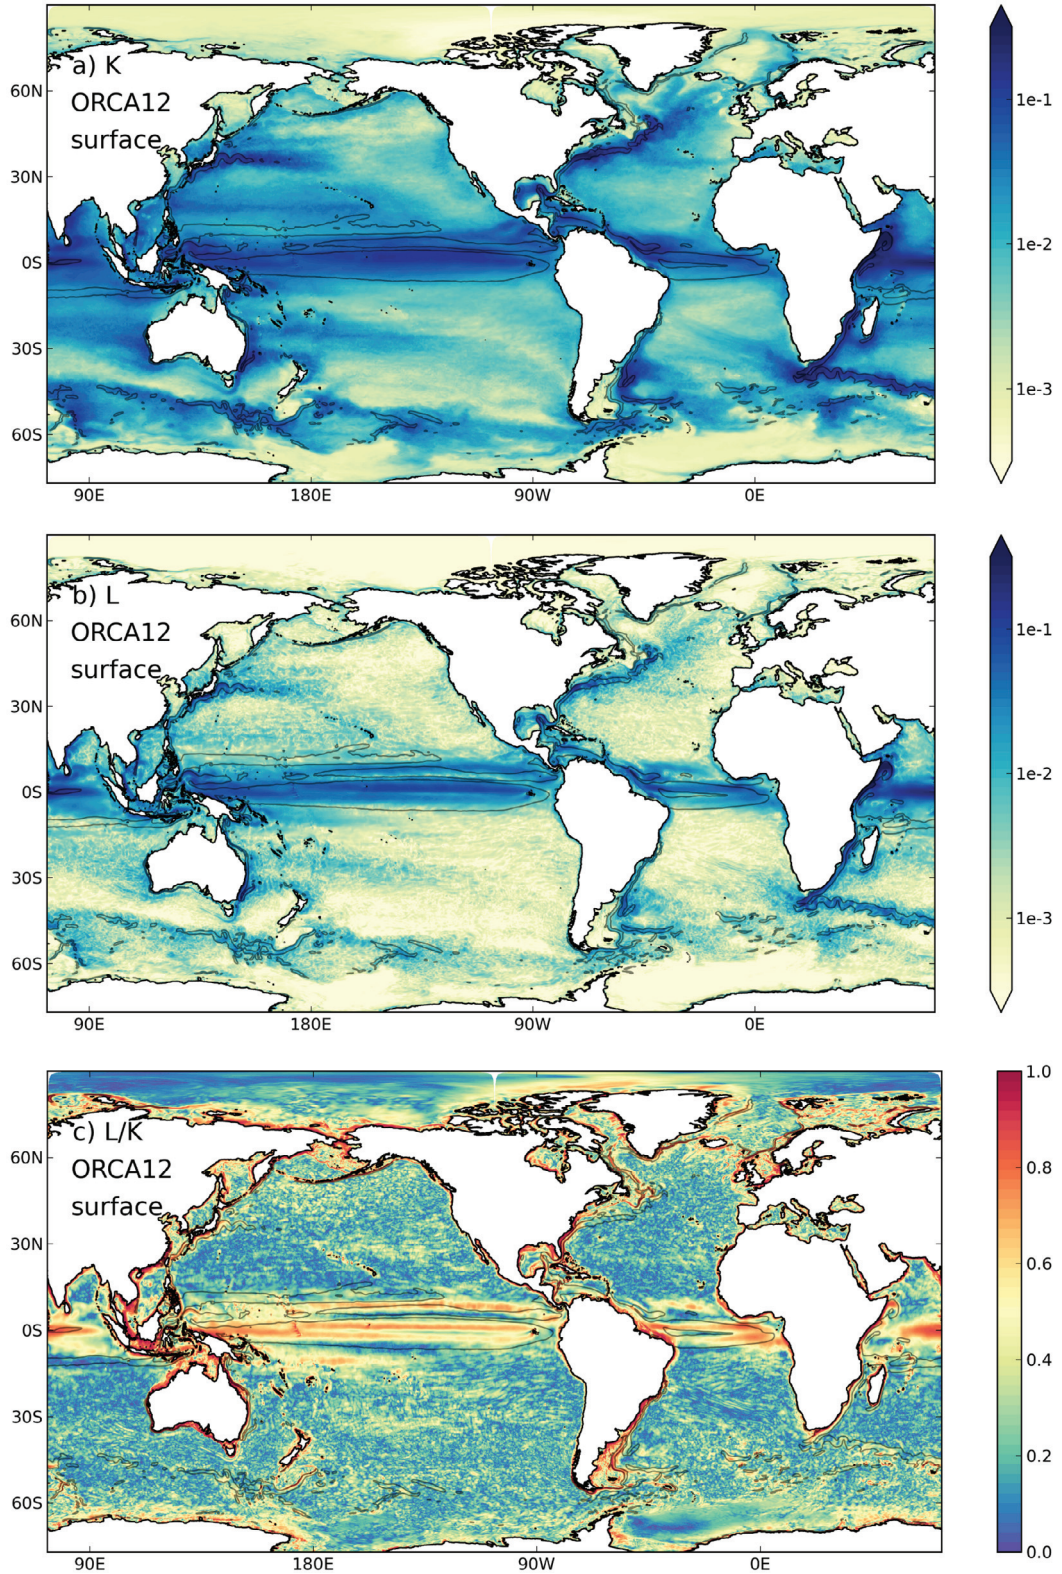 a) K
ORCA12
surface
60N
30N
0S
30S
60S
90E 180E 90W 0E
1e-1
1e-2
1e-3
b) L
ORCA12
surface
60N
30N
0S
30S
60S
90E 180E 90W 0E
1e-1
1e-2
1e-3
c) L/K
ORCA12
surface
60N
30N
0S
30S
60S
90E 180E 90W 0E
1.0
0.8
0.6
0.4
0.2
0.0